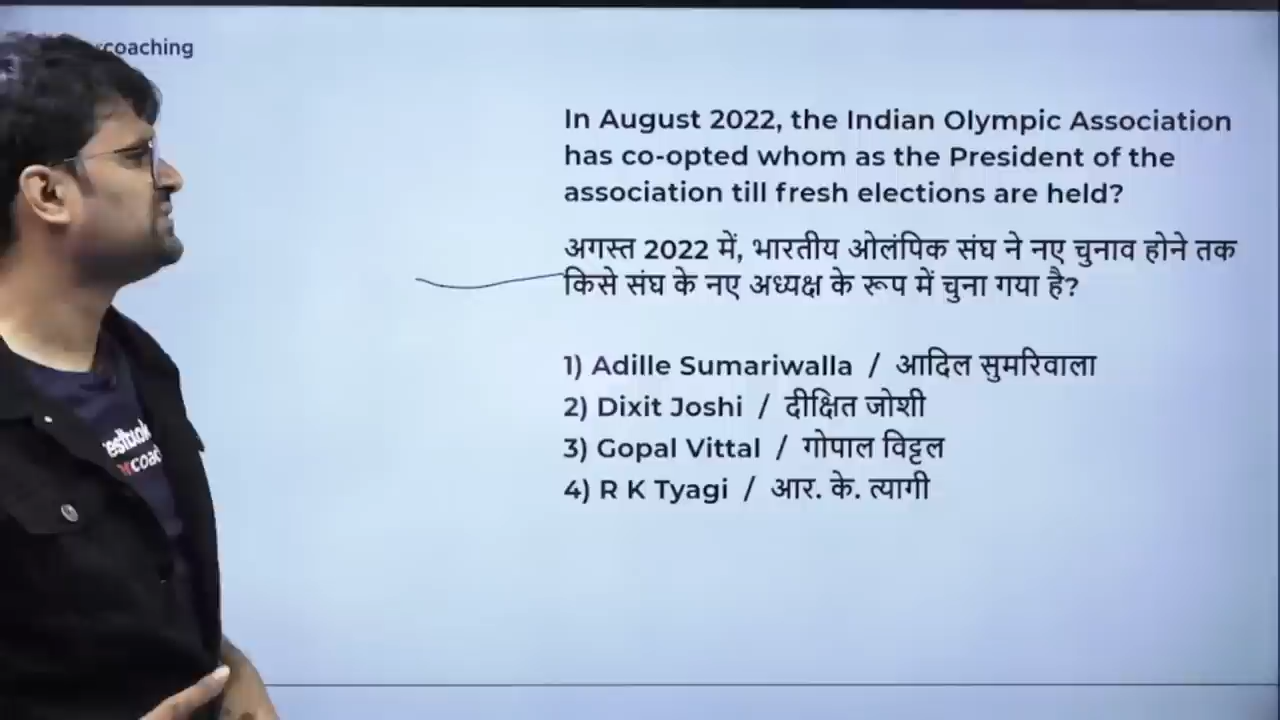 coaching
In August 2022, the Indian Olympic Association
has co-opted whom as the President of the
association till fresh elections are held?
अगस्त 2022 में, भारतीय ओलंपिक संघ ने नए चुनाव होने तक
किसे संघ के नए अध्यक्ष के रूप में चुना गया है?
1) Adille Sumariwalla / आदिल सुमरिवाला
2) Dixit Joshi / दीक्षित जोशी
3) Gopal Vittal / गोपाल विट्टल
4) R K Tyagi / आर. के. त्यागी